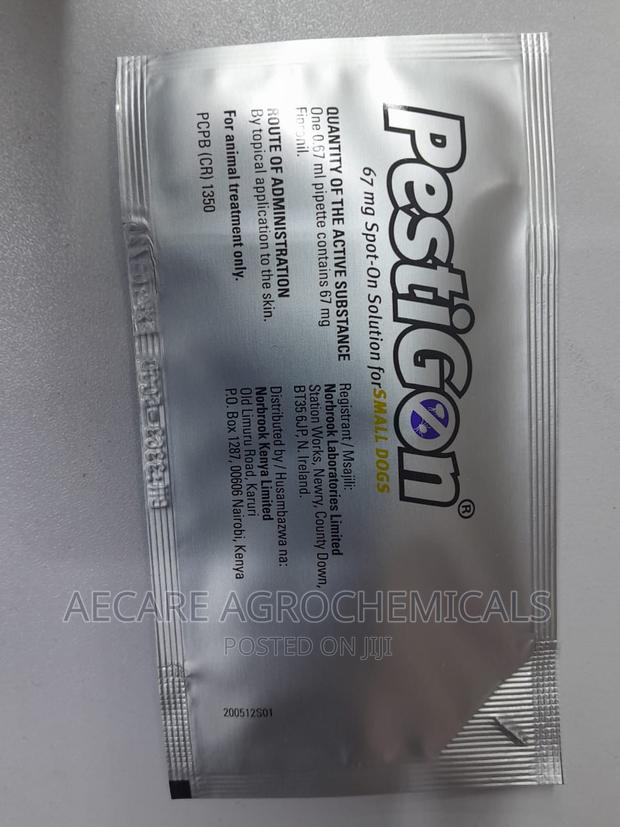 PestiGon®
67 mg Spot-On Solution for SMALL DOGS
QUANTITY OF THE ACTIVE SUBSTANCE
One 0.67 ml pipette contains 67 mg
Fipronil.
ROUTE OF ADMINISTRATION
By topical application to the skin.
For animal treatment only.
PCPB (CR) 1350
Registrant / Msajili:
Norbrook Laboratories Limited
Station Works, Newry, County Down,
BT35 6JP, N. Ireland.
Distributed by / Husambazwa na:
Norbrook Kenya Limited
Old Limuru Road, Karuri
P.O. Box 1287, 00606 Nairobi, Kenya
200512S01
AECARE AGROCHEMICALS
POSTED ON JIJI